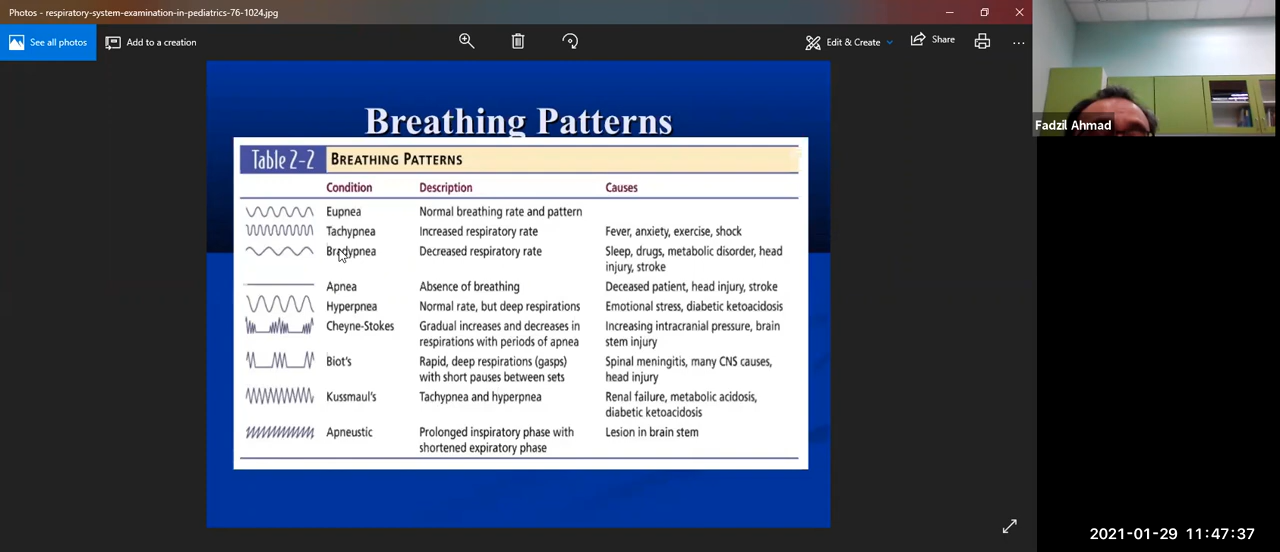 Photos - respiratory-system-examination-in-pediatrics-76-1024.jpg
See all photos
Add to a creation
Edit & Create
Share
Fadzil Ahmad
Breathing Patterns
Table 2-2 BREATHING PATTERNS
Condition Description Causes
Eupnea Normal breathing rate and pattern
Tachypnea Increased respiratory rate Fever, anxiety, exercise, shock
Bradypnea Decreased respiratory rate Sleep, drugs, metabolic disorder, head
injury, stroke
Apnea Absence of breathing Deceased patient, head injury, stroke
Hyperpnea Normal rate, but deep respirations Emotional stress, diabetic ketoacidosis
Cheyne-Stokes Gradual increases and decreases in Increasing intracranial pressure, brain
respirations with periods of apnea stem injury
Biot's Rapid, deep respirations (gasps) Spinal meningitis, many CNS causes,
with short pauses between sets head injury
Kussmaul's Tachypnea and hyperpnea Renal failure, metabolic acidosis,
diabetic ketoacidosis
Apneustic Prolonged inspiratory phase with Lesion in brain stem
shortened expiratory phase
2021-01-29 11:47:37